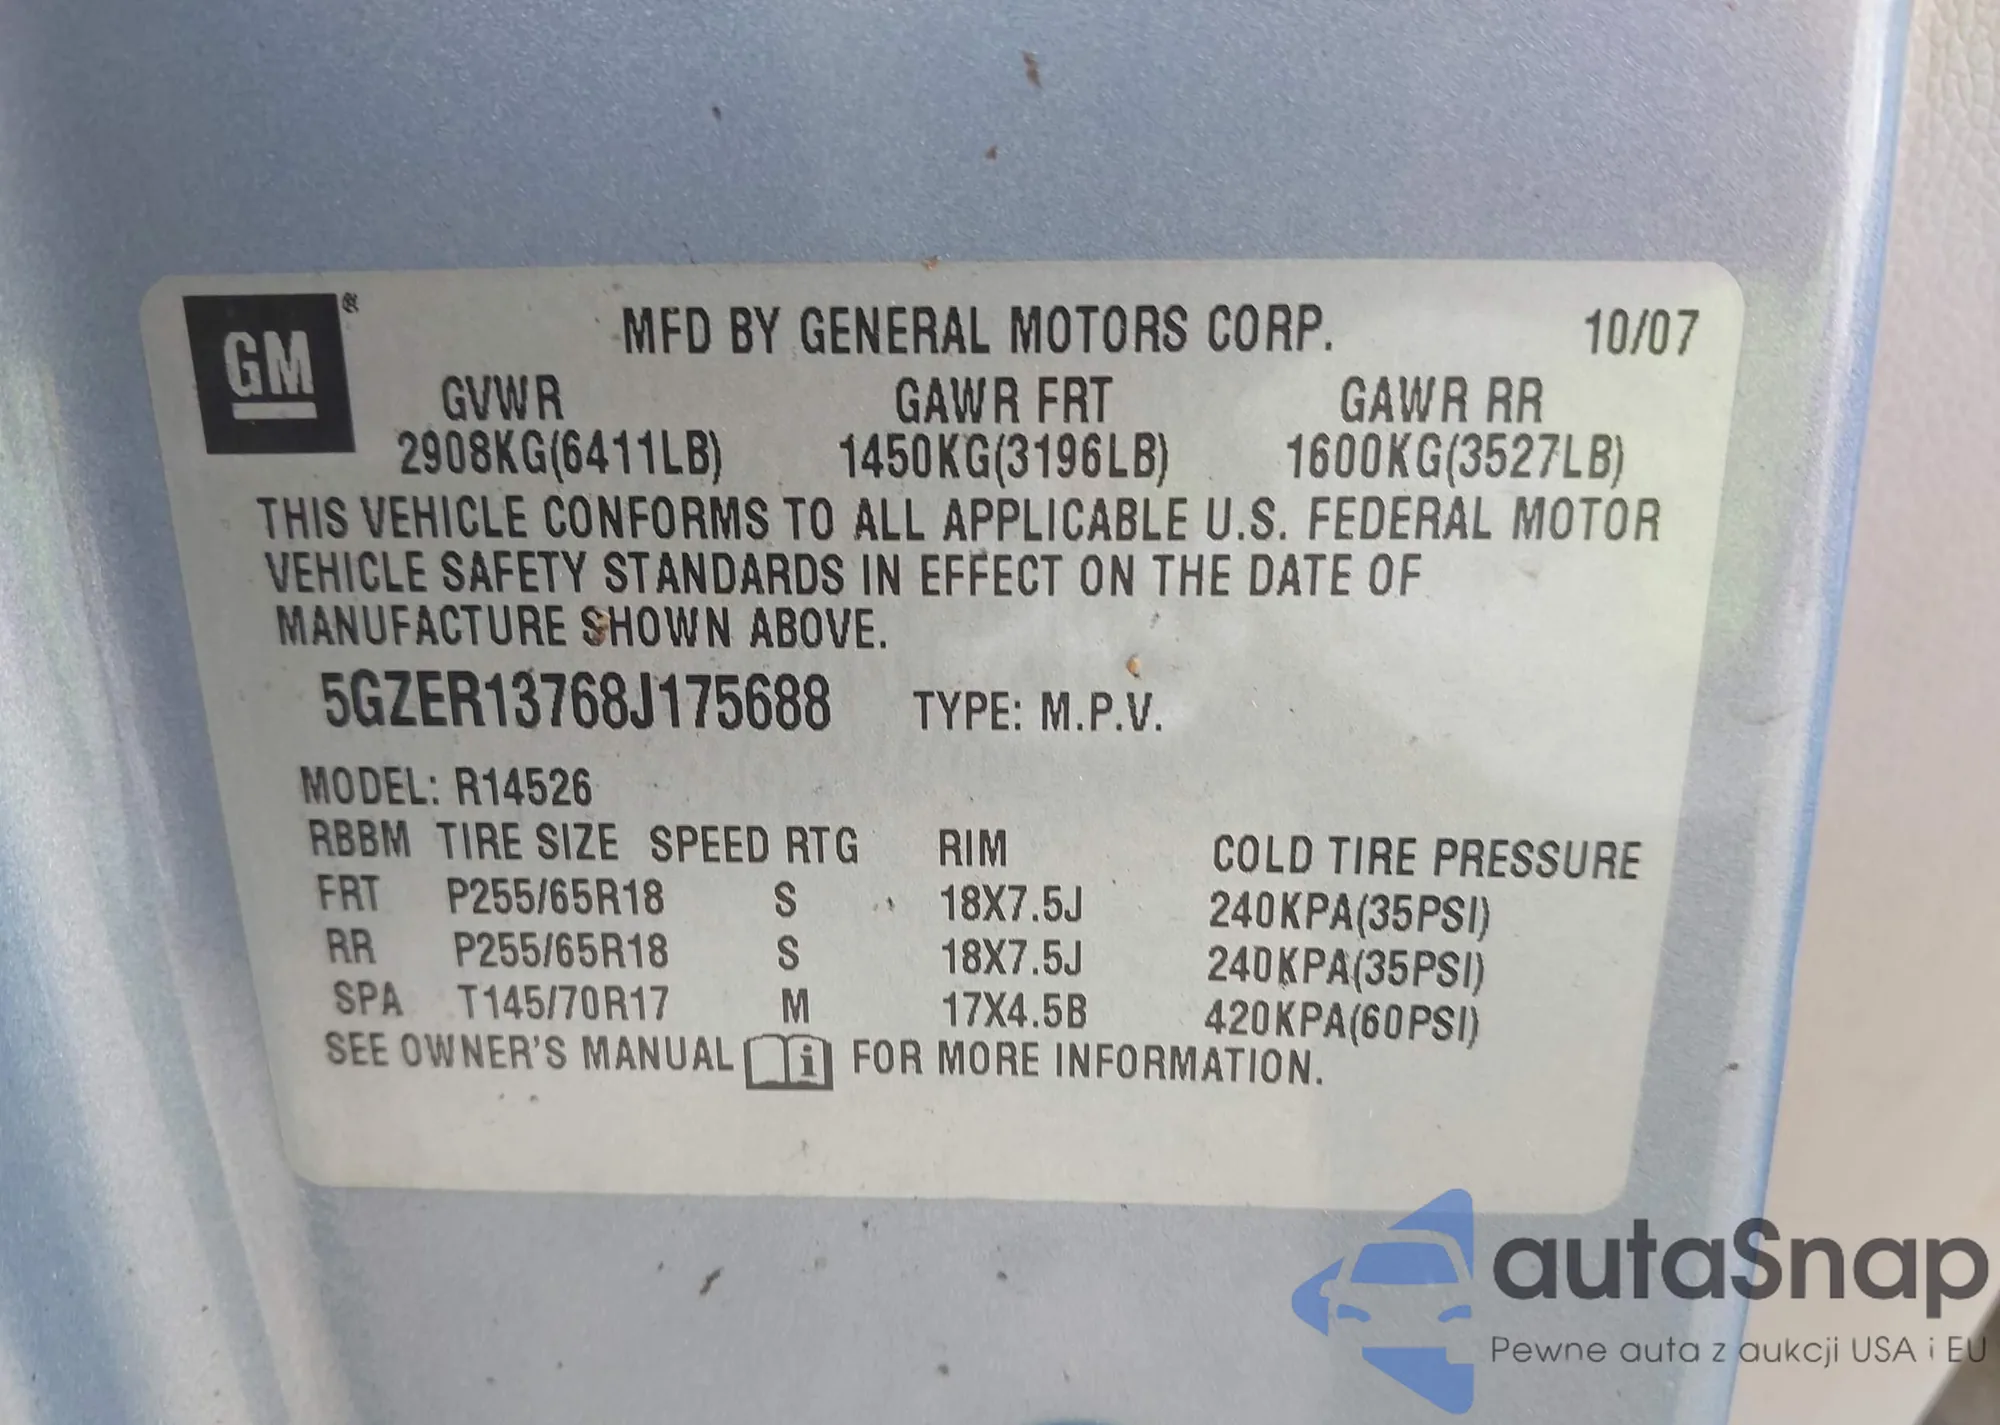 GM®
MFD BY GENERAL MOTORS CORP. 10/07
GVWR GAWR FRT GAWR RR
2908KG(6411LB) 1450KG(3196LB) 1600KG(3527LB)
THIS VEHICLE CONFORMS TO ALL APPLICABLE U.S. FEDERAL MOTOR
VEHICLE SAFETY STANDARDS IN EFFECT ON THE DATE OF
MANUFACTURE SHOWN ABOVE.
5GZER13768J175688 TYPE: M.P.V.
MODEL: R14526
RBBM TIRE SIZE SPEED RTG RIM COLD TIRE PRESSURE
FRT P255/65R18 S 18X7.5J 240KPA(35PSI)
RR P255/65R18 S 18X7.5J 240KPA(35PSI)
SPA T145/70R17 M 17X4.5B 420KPA(60PSI)
SEE OWNER'S MANUAL i FOR MORE INFORMATION.
autaSnap
Pewne auta z aukcji USA i EU